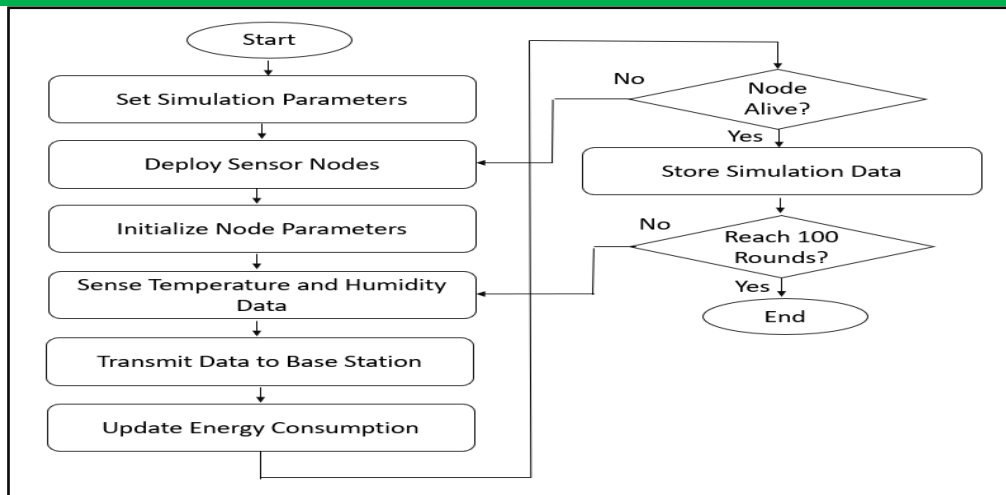 Start
Set Simulation Parameters
Deploy Sensor Nodes
Initialize Node Parameters
Sense Temperature and Humidity
Data
Transmit Data to Base Station
Update Energy Consumption
Node
Alive?
No
Yes
Store Simulation Data
No
Reach 100
Rounds?
Yes
End